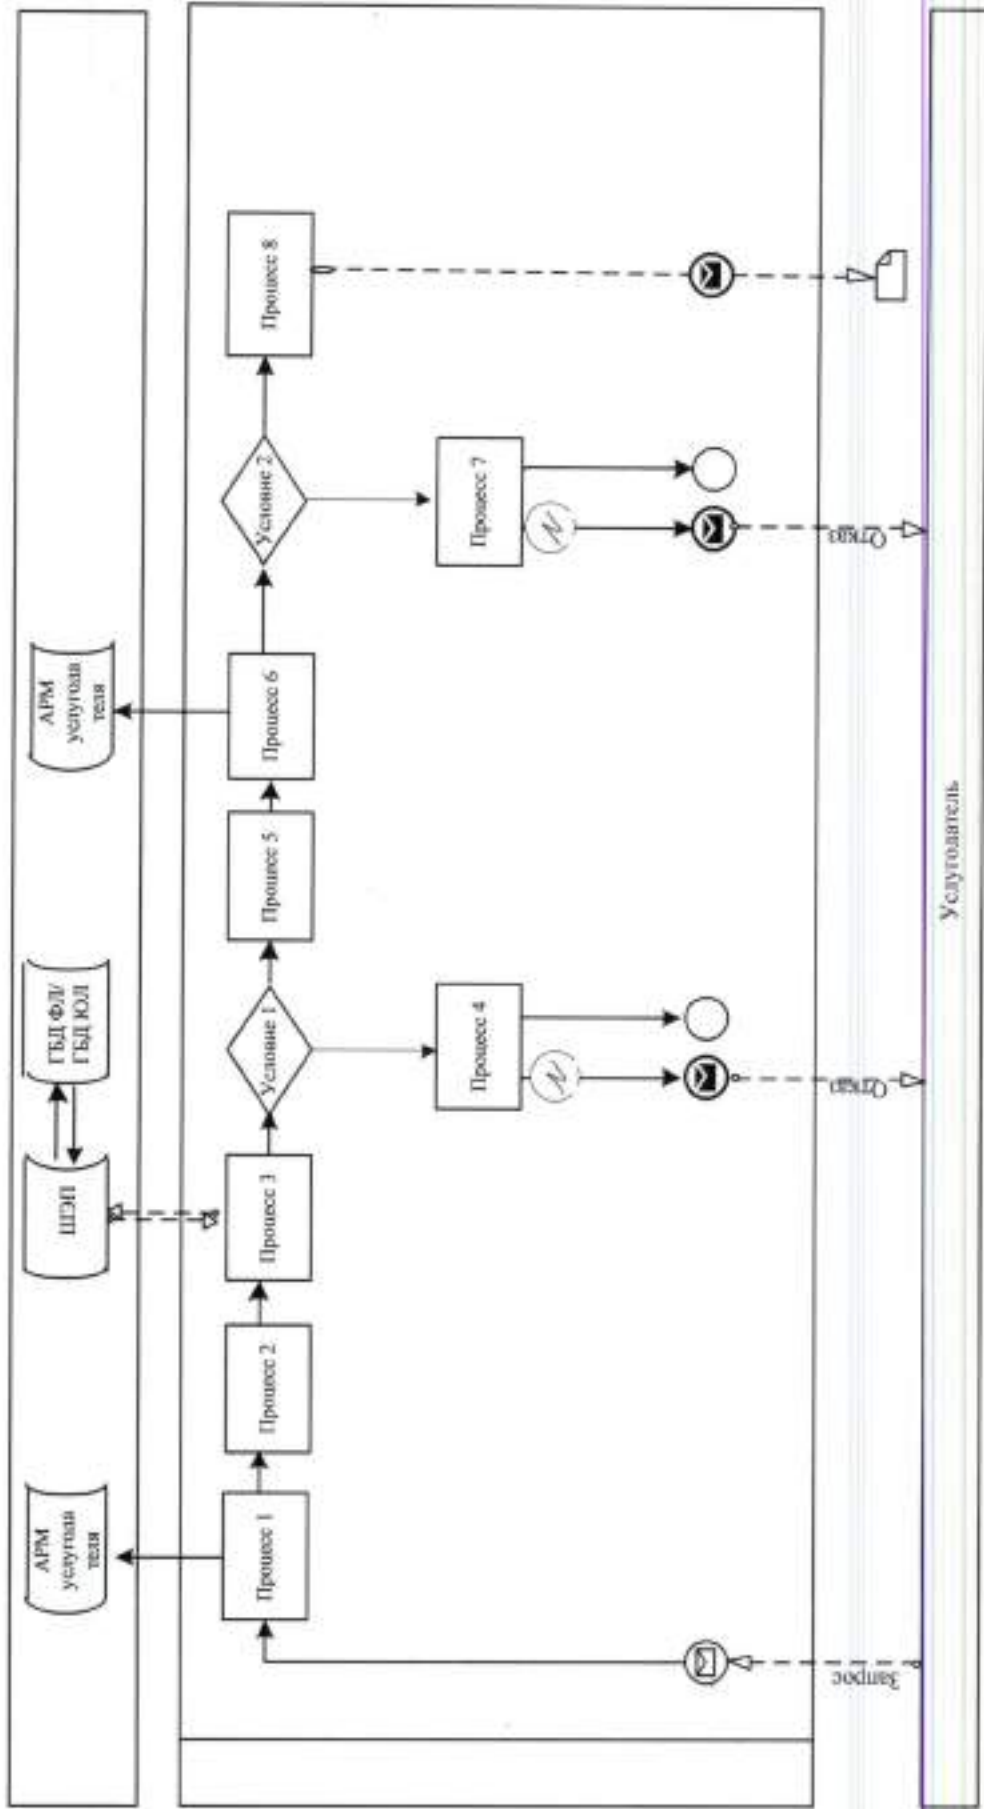 АРМ
услугода
теля
ШЭП
ГБД ФЛ/
ГБД ЮЛ
АРМ
услугода
теля
Процесс 1
Процесс 2
Процесс 3
Условие 1
Процесс 5
Процесс 6
Условие 2
Процесс 8
Процесс 4
Процесс 7
Запрос
Отказ
Отказ
Услугодатель